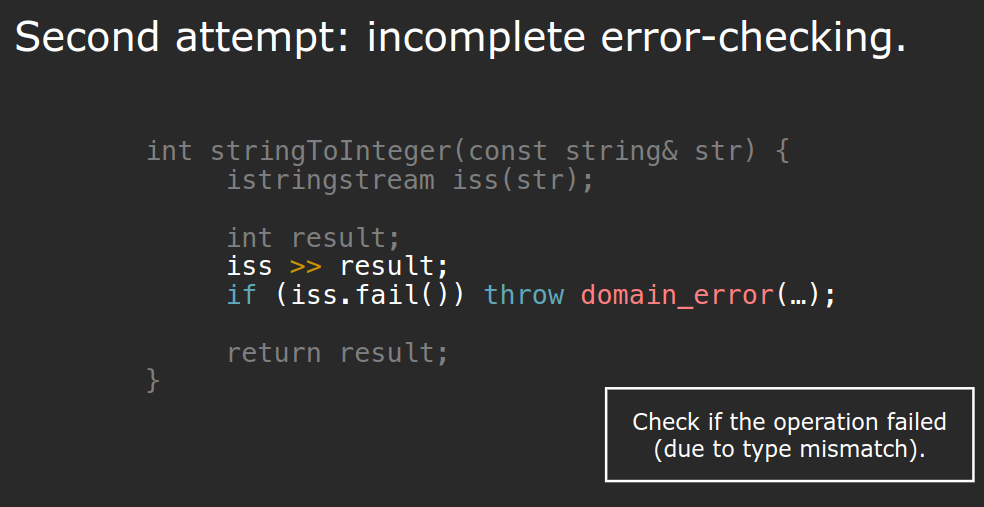 Second attempt: incomplete error-checking.
int stringToInteger(const string& str) {
istringstream iss(str);
int result;
iss >> result;
if (iss.fail()) throw domain_error(…);
return result;
}
Check if the operation failed
(due to type mismatch).